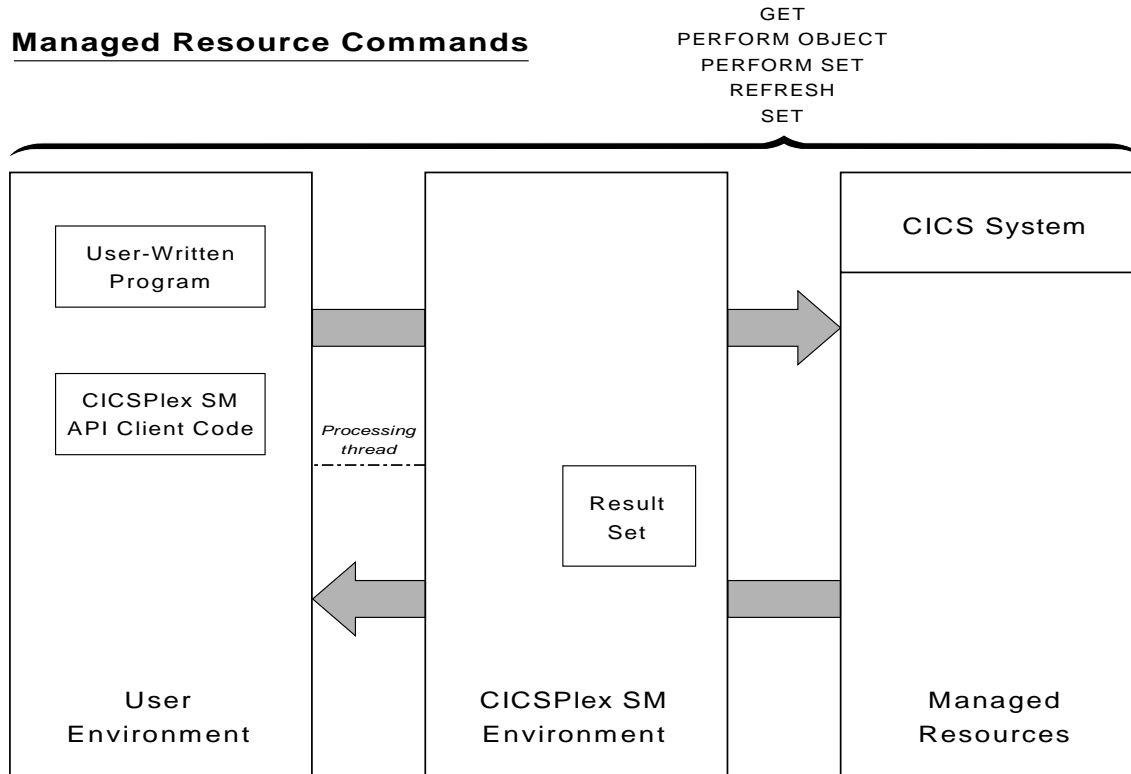 Managed Resource Commands
GET
PERFORM OBJECT
PERFORM SET
REFRESH
SET
User-Written
Program
CICSPlex SM
API Client Code
Processing
thread
Result
Set
CICS System
User
Environment
CICSPlex SM
Environment
Managed
Resources